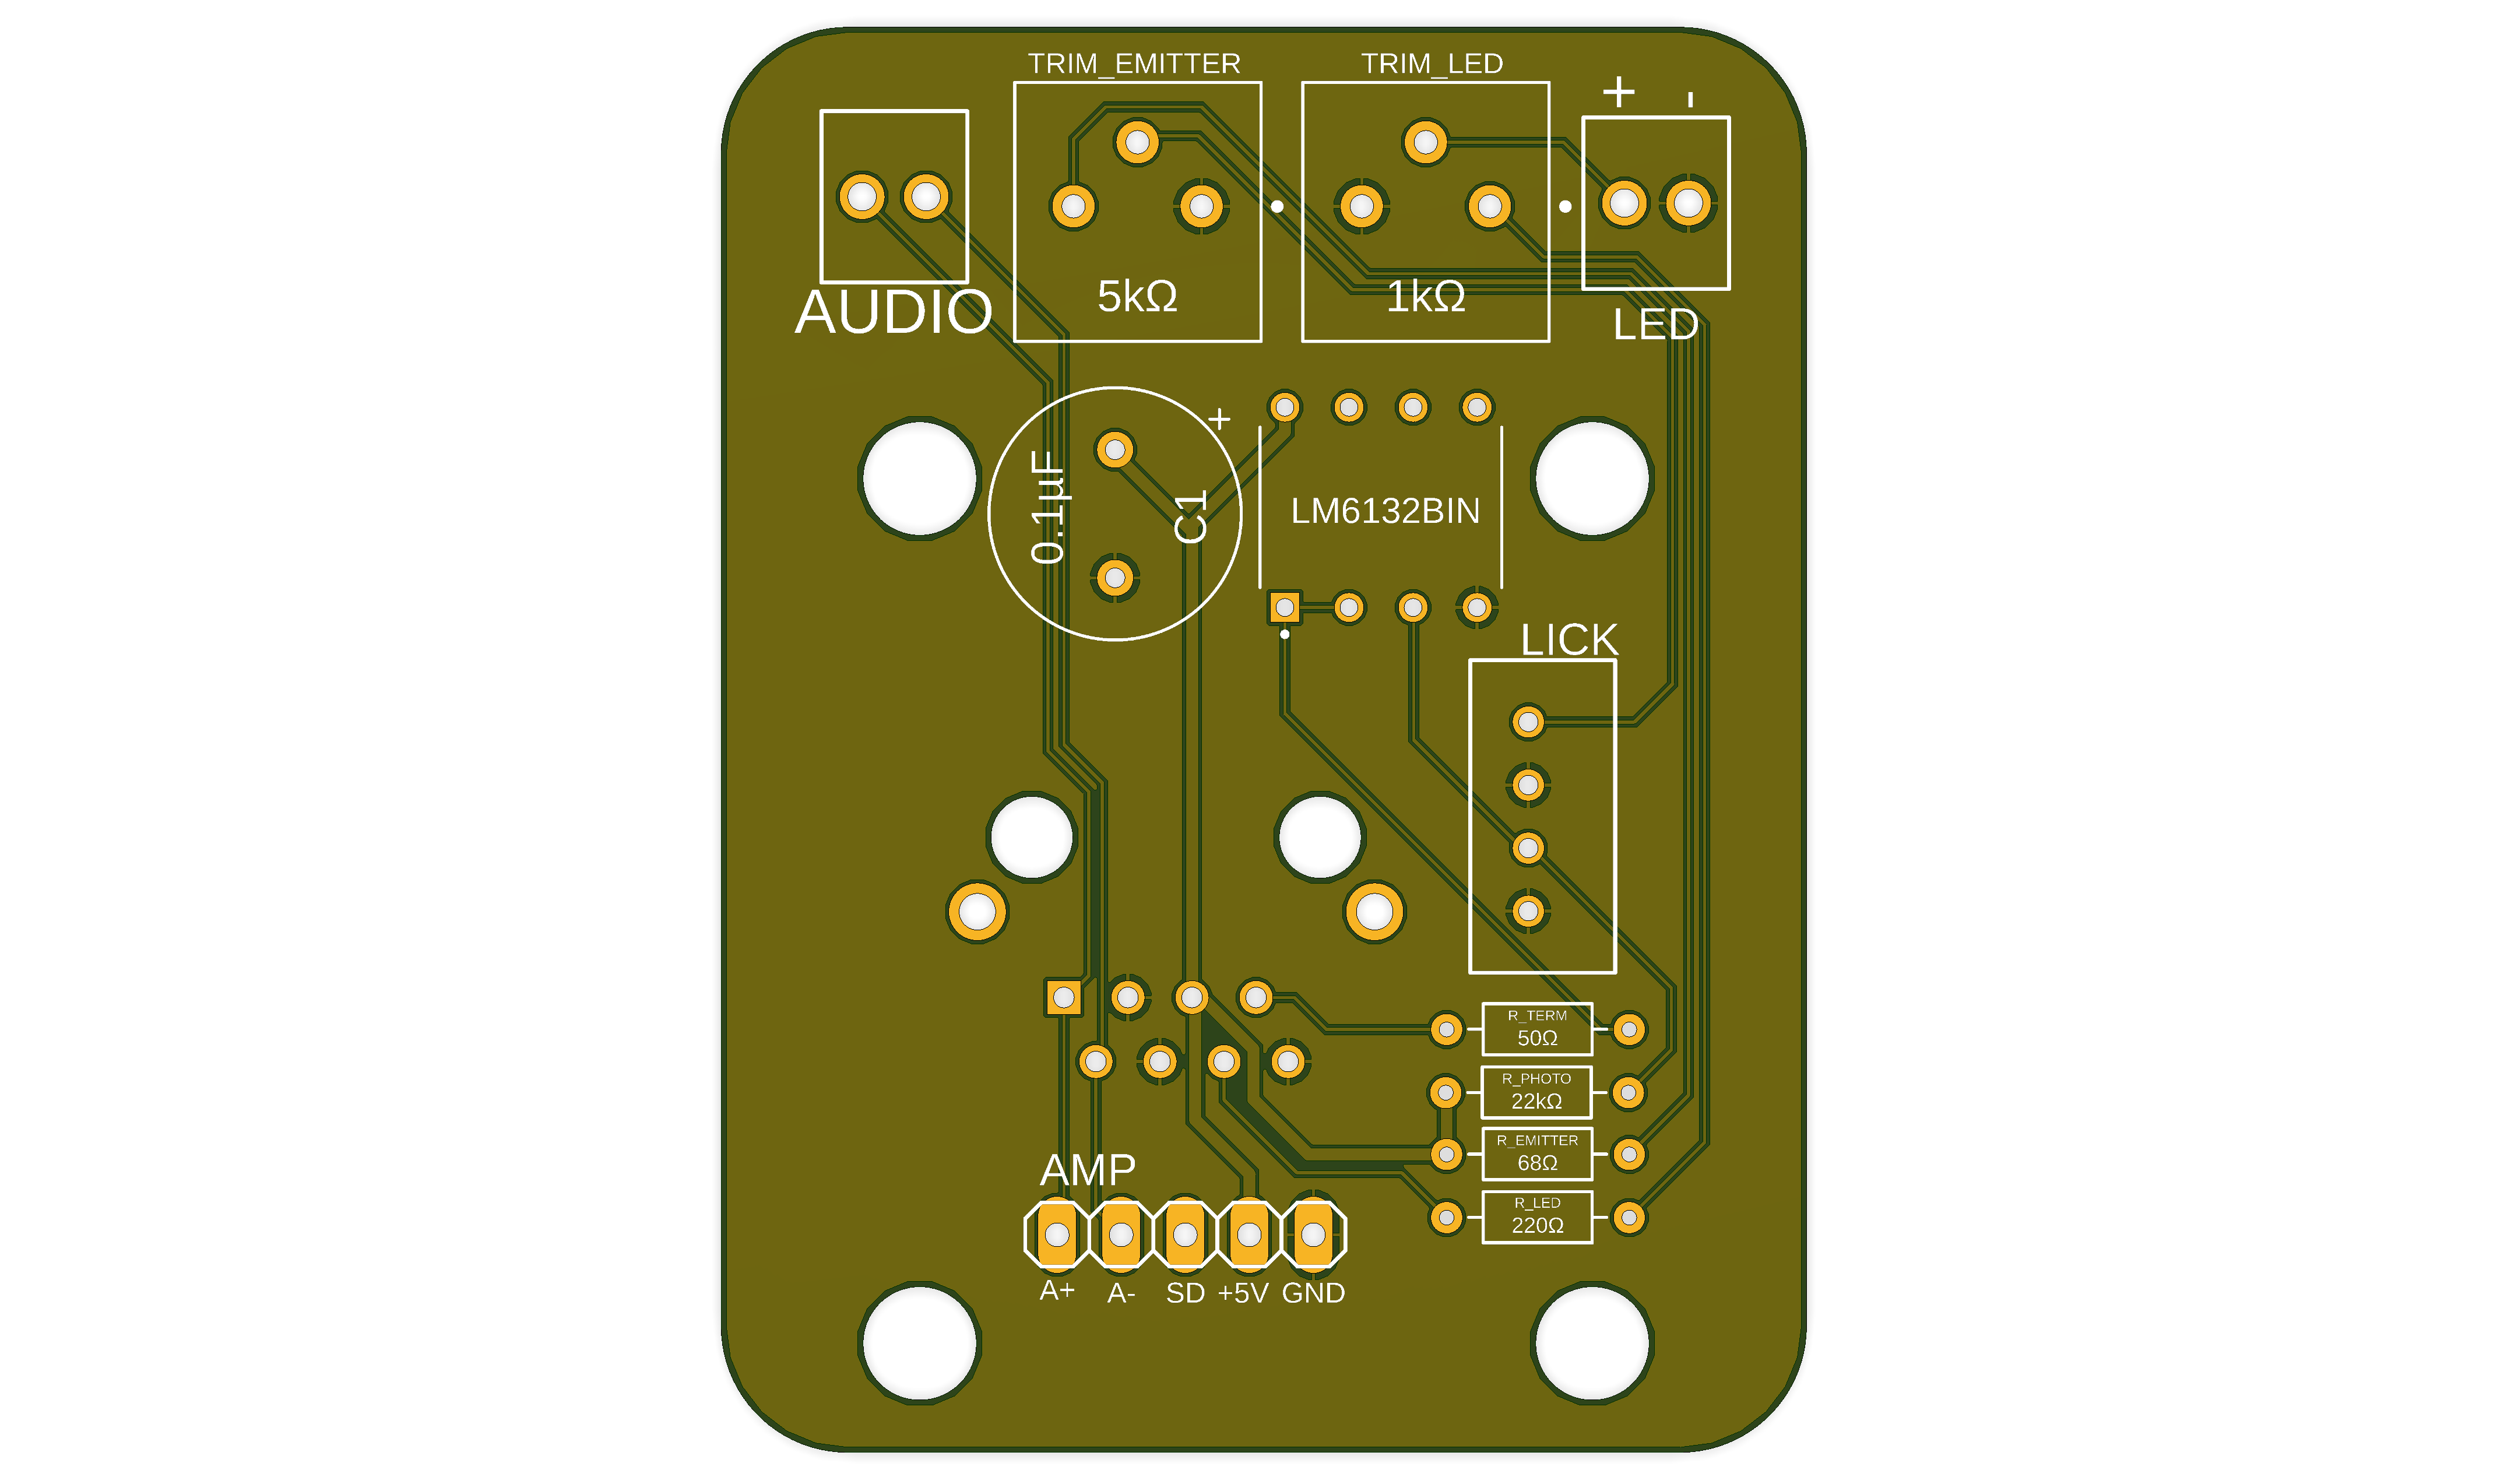 TRIM_EMITTER
TRIM_LED
+ -
5kΩ
1kΩ
AUDIO
LED
+
0.1µF
C1
LM6132BIN
LICK
R_TERM
50Ω
R_PHOTO
22kΩ
R_EMITTER
68Ω
R_LED
220Ω
AMP
A+ A- SD +5V GND